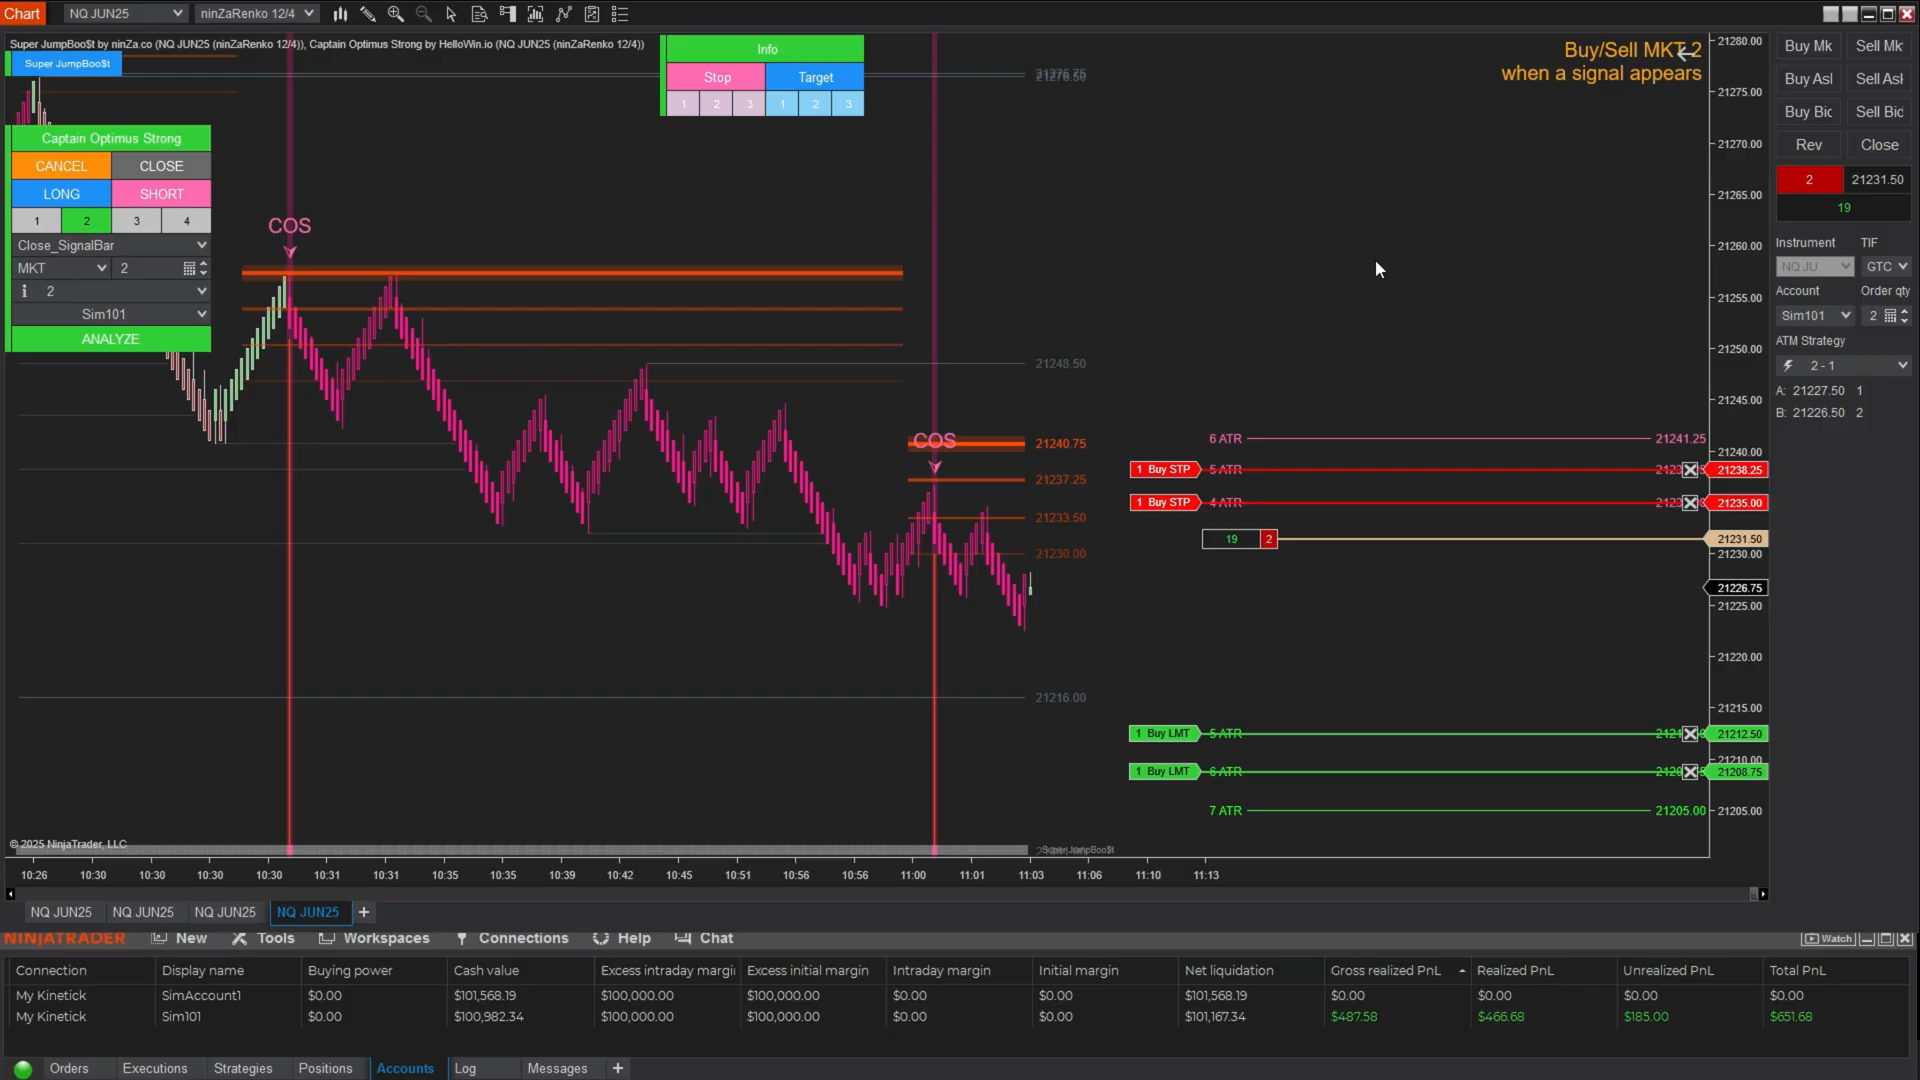 Chart NQ JUN25 ninZaRenko 12/4
Super JumpBoo$t by ninZa.co (NQ JUN25 (ninZaRenko 12/4)), Captain Optimus Strong by HelloWin.io (NQ JUN25 (ninZaRenko 12/4))
Super JumpBoo$t
Info
Stop Target
1 2 3 1 2 3
Buy/Sell MKT 2
when a signal appears
Captain Optimus Strong
CANCEL CLOSE
LONG SHORT
1 2 3 4
Close_SignalBar
MKT 2
2
Sim101
ANALYZE
COS
COS
21248.50
21240.75
21237.25
21233.50
21230.00
21216.00
6 ATR 21241.25
1 Buy STP 5 ATR 21238.25
1 Buy STP 4 ATR 21235.00
19 2 21231.50
21226.75
1 Buy LMT 5 ATR 21212.50
1 Buy LMT 6 ATR 21208.75
7 ATR 21205.00
21280.00
21275.00
21270.00
21265.00
21260.00
21255.00
21250.00
21245.00
21240.00
21230.00
21225.00
21220.00
21215.00
21210.00
21205.00
Buy Mk Sell Mk
Buy Asl Sell Asl
Buy Bic Sell Bid
Rev Close
2 21231.50
19
Instrument TIF
NQ JU... GTC
Account Order qty
Sim101 2
ATM Strategy
2 - 1
A: 21227.50 1
B: 21226.50 2
© 2025 NinjaTrader, LLC
Super JumpBoo$t
10:26 10:30 10:30 10:30 10:30 10:31 10:31 10:35 10:35 10:39 10:42 10:45 10:51 10:56 10:56 11:00 11:01 11:03 11:06 11:10 11:13
NQ JUN25 NQ JUN25 NQ JUN25 NQ JUN25 +
NINJATRADER New Tools Workspaces Connections Help Chat Watch
Connection Display name Buying power Cash value Excess intraday margi Excess initial margin Intraday margin Initial margin Net liquidation Gross realized PnL Realized PnL Unrealized PnL Total PnL
My Kinetick SimAccount1 $0.00 $101,568.19 $100,000.00 $100,000.00 $0.00 $0.00 $101,568.19 $0.00 $0.00 $0.00 $0.00
My Kinetick Sim101 $0.00 $100,982.34 $100,000.00 $100,000.00 $0.00 $0.00 $101,167.34 $487.58 $466.68 $185.00 $651.68
Orders Executions Strategies Positions Accounts Log Messages +